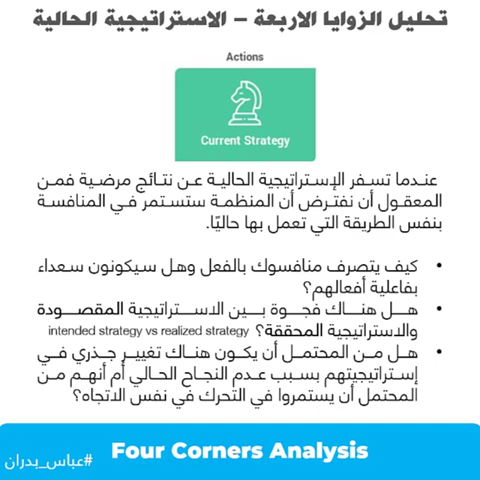 تحليل الزوايا الاربعة – الاستراتيجية الحالية
Actions
Current Strategy
عندما تسفر الإستراتيجية الحالية عن نتائج مرضية فمن
المعقول أن نفترض أن المنظمة ستستمر في المنافسة
بنفس الطريقة التي تعمل بها حاليًا.
• كيف يتصرف منافسوك بالفعل وهل سيكونون سعداء
بفاعلية أفعالهم؟
• هل هناك فجوة بين الاستراتيجية المقصودة
والاستراتيجية المحققة؟ intended strategy vs realized strategy
• هل من المحتمل أن يكون هناك تغيير جذري في
إستراتيجيتهم بسبب عدم النجاح الحالي أم أنهم من
المحتمل أن يستمروا في التحرك في نفس الاتجاه؟
Four Corners Analysis
#عباس_بدران